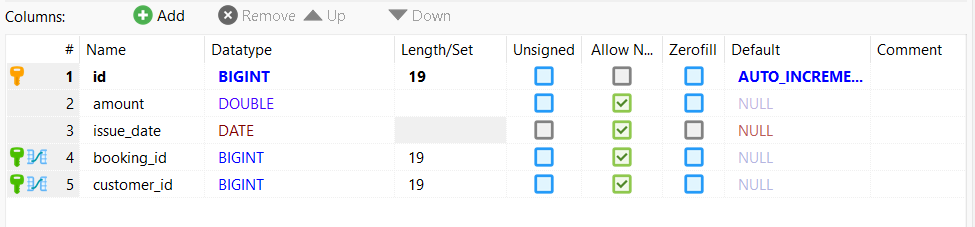 Columns: Add Remove Up Down
# Name Datatype Length/Set Unsigned Allow N... Zerofill Default Comment
1 id BIGINT 19 AUTO_INCREME...
2 amount DOUBLE NULL
3 issue_date DATE NULL
4 booking_id BIGINT 19 NULL
5 customer_id BIGINT 19 NULL